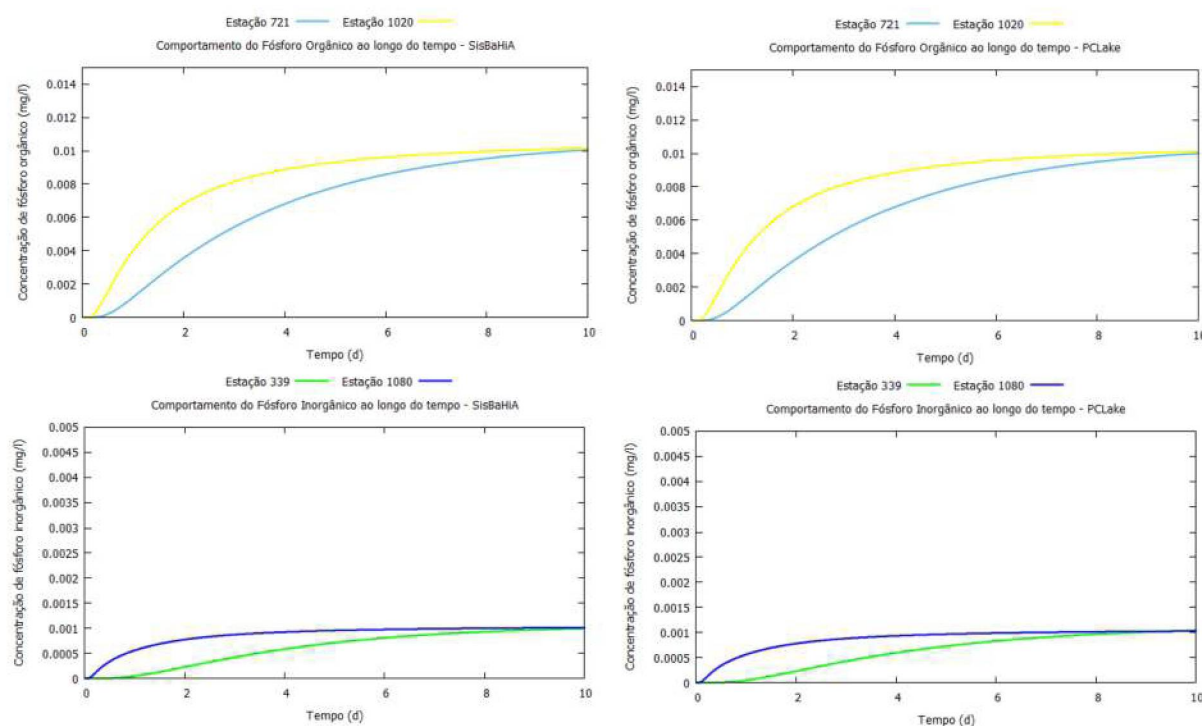 Estação 721 Estação 1020
Comportamento do Fósforo Orgânico ao longo do tempo - SisBaHiA
Concentração de fósforo orgânico (mg/l)
0.014
0.012
0.01
0.008
0.006
0.004
0.002
0
0 2 4 6 8 10
Tempo (d)
Estação 721 Estação 1020
Comportamento do Fósforo Orgânico ao longo do tempo - PCLake
Concentração de fósforo orgânico (mg/l)
0.014
0.012
0.01
0.008
0.006
0.004
0.002
0
0 2 4 6 8 10
Tempo (d)
Estação 339 Estação 1080
Comportamento do Fósforo Inorgânico ao longo do tempo - SisBaHiA
Concentração de fósforo inorgânico (mg/l)
0.005
0.0045
0.004
0.0035
0.003
0.0025
0.002
0.0015
0.001
0.0005
0
0 2 4 6 8 10
Tempo (d)
Estação 339 Estação 1080
Comportamento do Fósforo Inorgânico ao longo do tempo - PCLake
Concentração de fósforo inorgânico (mg/l)
0.005
0.0045
0.004
0.0035
0.003
0.0025
0.002
0.0015
0.001
0.0005
0
0 2 4 6 8 10
Tempo (d)